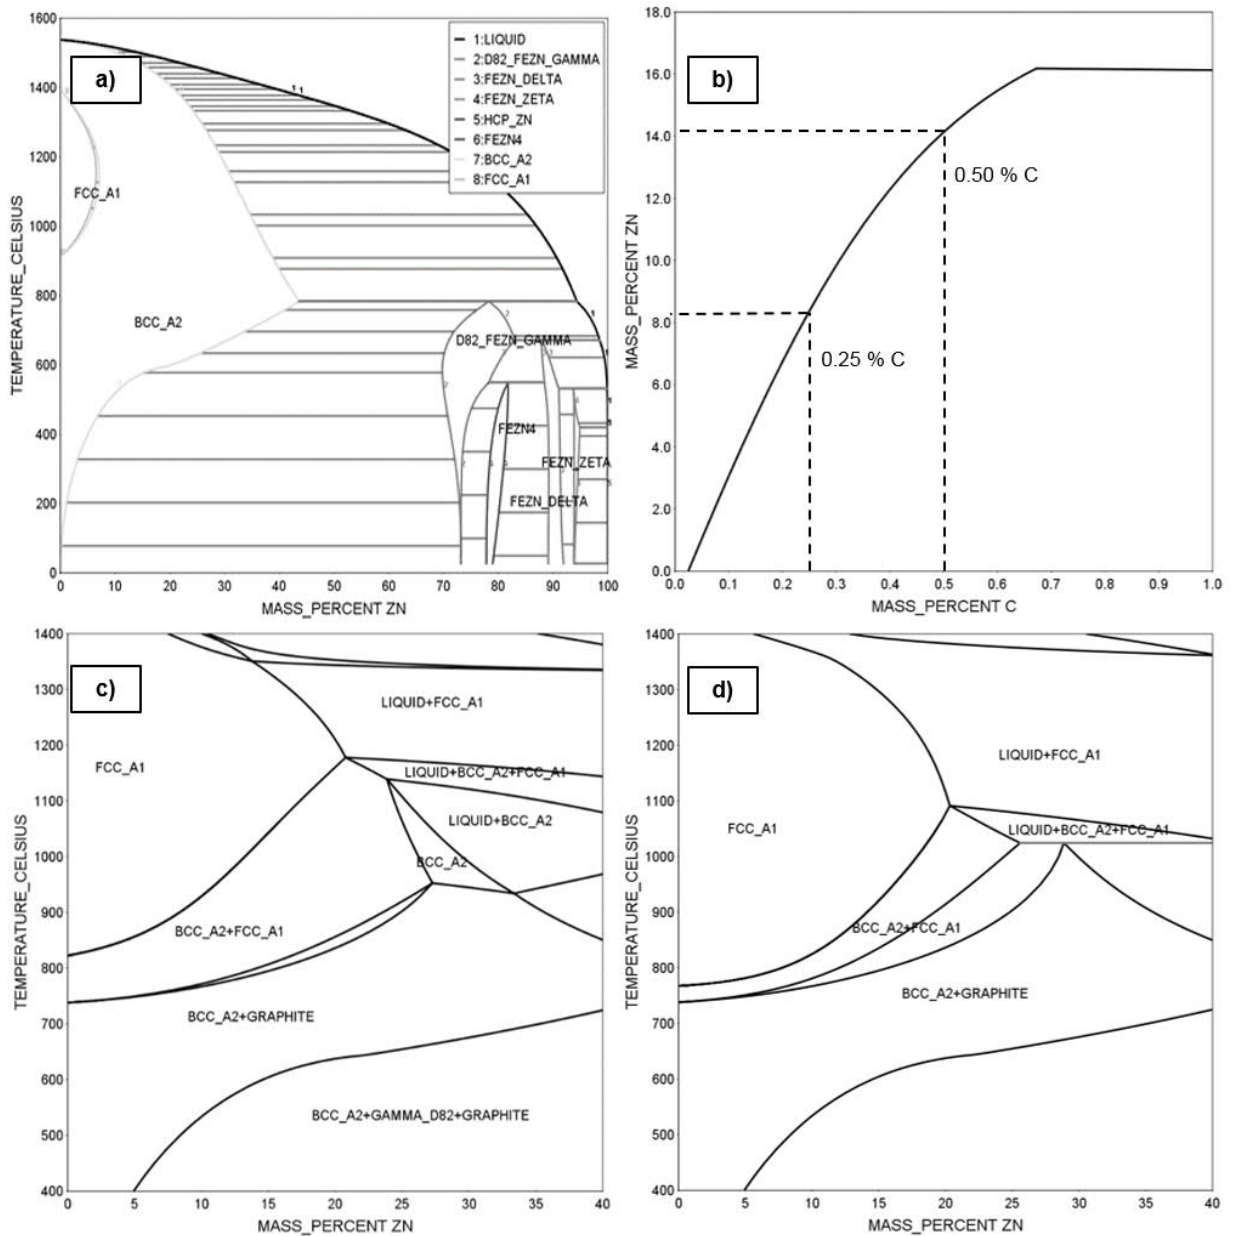 a)
1600
1400
1200
1000
800
600
400
200
0
TEMPERATURE_CELSIUS
1:LIQUID
2:D82_FEZN_GAMMA
3:FEZN_DELTA
4:FEZN_ZETA
5:HCP_ZN
6:FEZN4
7:BCC_A2
8:FCC_A1
1 1
FCC_A1
BCC_A2
D82_FEZN_GAMMA
FEZN4
FEZN_ZETA
FEZN_DELTA
0 10 20 30 40 50 60 70 80 90 100
MASS_PERCENT ZN
b)
18.0
16.0
14.0
12.0
10.0
8.0
6.0
4.0
2.0
0.0
MASS_PERCENT ZN
0.50 % C
0.25 % C
0.0 0.1 0.2 0.3 0.4 0.5 0.6 0.7 0.8 0.9 1.0
MASS_PERCENT C
c)
1400
1300
1200
1100
1000
900
800
700
600
500
400
TEMPERATURE_CELSIUS
LIQUID+FCC_A1
FCC_A1
LIQUID+BCC_A2+FCC_A1
LIQUID+BCC_A2
BCC_A2
BCC_A2+FCC_A1
BCC_A2+GRAPHITE
BCC_A2+GAMMA_D82+GRAPHITE
0 5 10 15 20 25 30 35 40
MASS_PERCENT ZN
d)
1400
1300
1200
1100
1000
900
800
700
600
500
400
TEMPERATURE_CELSIUS
LIQUID+FCC_A1
FCC_A1
LIQUID+BCC_A2+FCC_A1
BCC_A2+FCC_A1
BCC_A2+GRAPHITE
0 5 10 15 20 25 30 35 40
MASS_PERCENT ZN